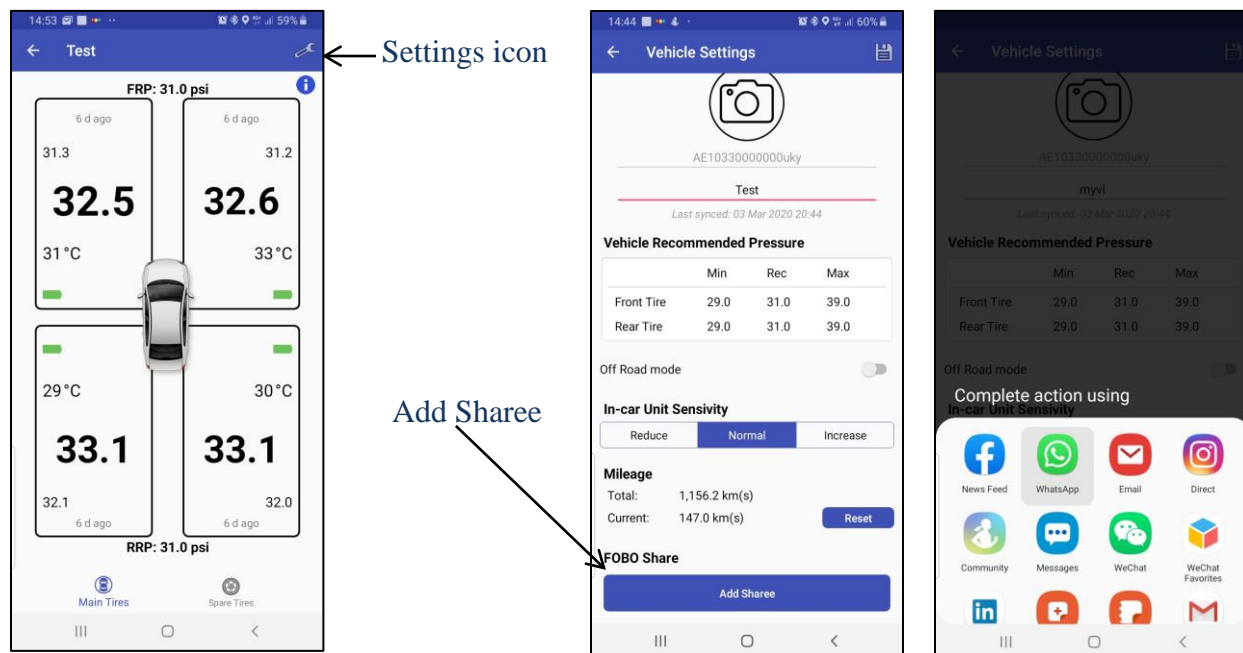 14:53 59%
Test
Settings icon
FRP: 31.0 psi
6 d ago 6 d ago
31.3 31.2
32.5 32.6
31°C 33°C
29°C 30°C
33.1 33.1
32.1 32.0
6 d ago 6 d ago
RRP: 31.0 psi
Main Tires Spare Tires
Add Sharee
14:44 60%
Vehicle Settings
AE10330000000uky
Test
Last synced: 03 Mar 2020 20:44
Vehicle Recommended Pressure
Min Rec Max
Front Tire 29.0 31.0 39.0
Rear Tire 29.0 31.0 39.0
Off Road mode
In-car Unit Sensivity
Reduce Normal Increase
Mileage
Total: 1,156.2 km(s)
Current: 147.0 km(s) Reset
FOBO Share
Add Sharee
Vehicle Settings
AE10330000000uky
myvi
Last synced: 03 Mar 2020 20:44
Vehicle Recommended Pressure
Min Rec Max
Front Tire 29.0 31.0 39.0
Rear Tire 29.0 31.0 39.0
Off Road mode
Complete action using
In-car Unit Sensivity
News Feed WhatsApp Email Direct
Community Messages WeChat WeChat
Favorites
in